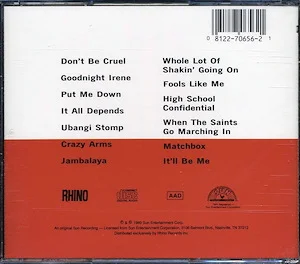 0 8122-70656-2
Don't Be Cruel
Goodnight Irene
Put Me Down
It All Depends
Ubangi Stomp
Crazy Arms
Jambalaya
Whole Lot Of
Shakin' Going On
Fools Like Me
High School
Confidential
When The Saints
Go Marching In
Matchbox
It'll Be Me
RHINO
AAD